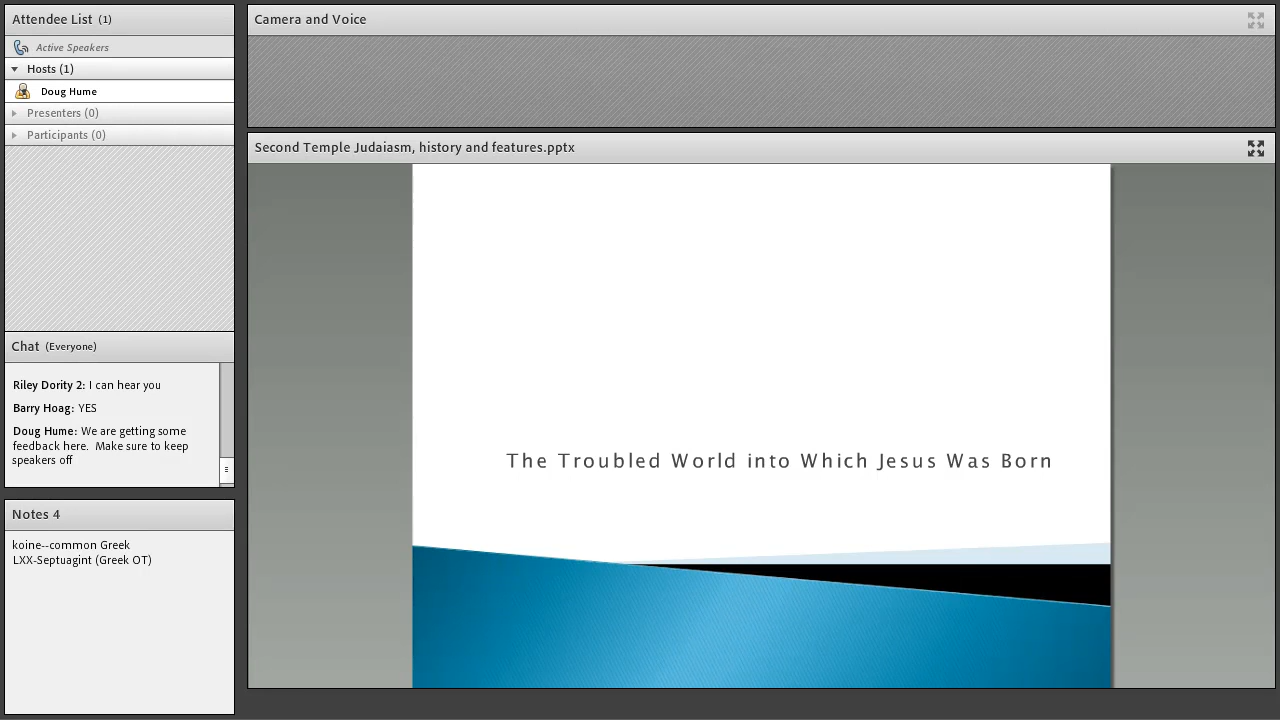 Attendee List (1)
Active Speakers
Hosts (1)
Doug Hume
Presenters (0)
Participants (0)
Chat (Everyone)
Riley Dority 2: I can hear you
Barry Hoag: YES
Doug Hume: We are getting some
feedback here. Make sure to keep
speakers off
Notes 4
koine--common Greek
LXX-Septuagint (Greek OT)
Camera and Voice
Second Temple Judaiasm, history and features.pptx
The Troubled World into Which Jesus Was Born